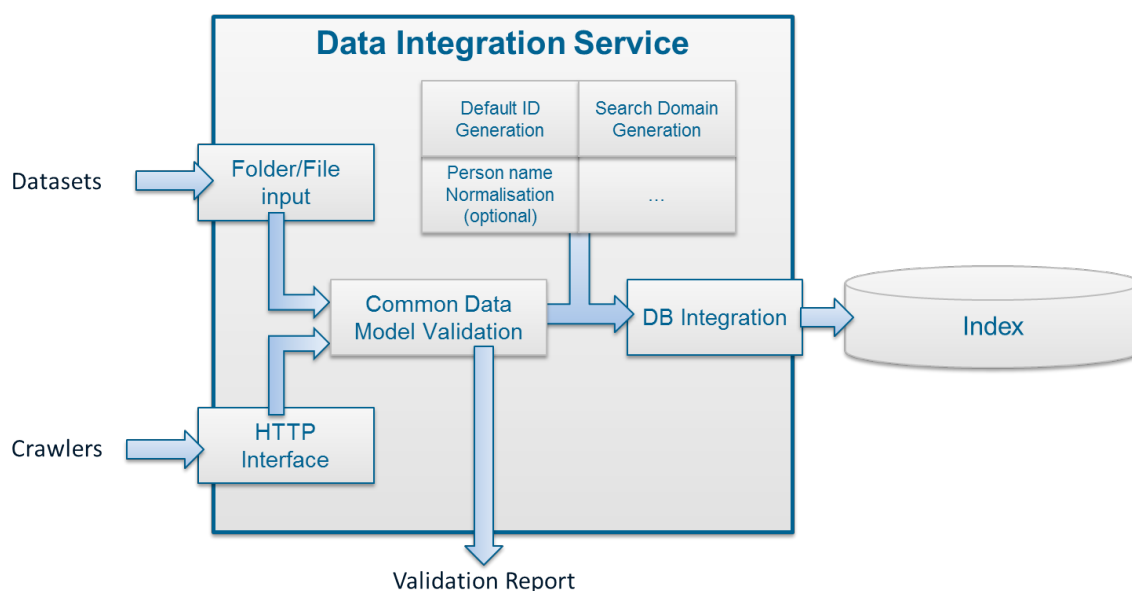 Data Integration Service
Default ID
Generation
Search Domain
Generation
Person name
Normalisation
(optional)
...
Datasets
Folder/File
input
Common Data
Model Validation
DB Integration
Index
Crawlers
HTTP
Interface
Validation Report